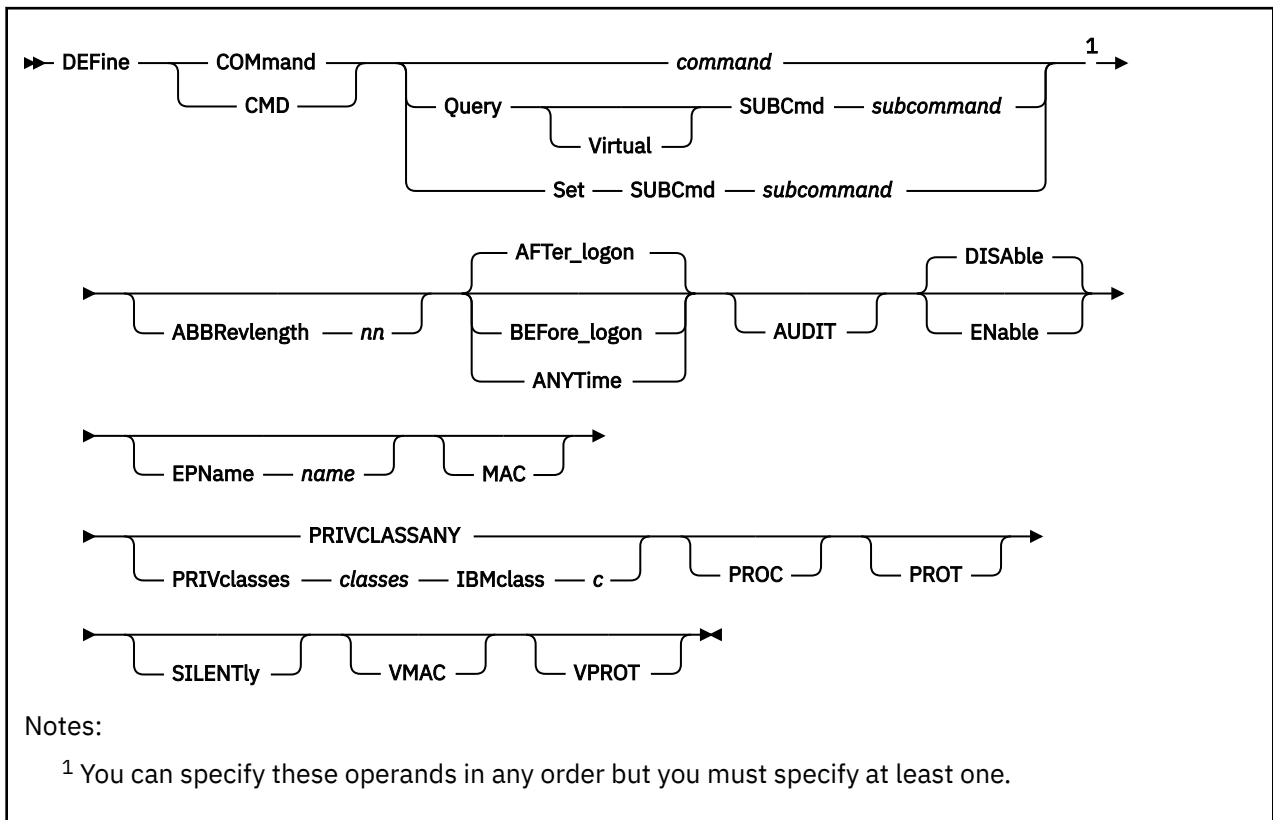 1
DEFine COMmand command
CMD Query SUBCmd subcommand
Virtual
Set SUBCmd subcommand
AFTer_logon DISAble
ABBRevlength nn BEFore_logon AUDIT ENable
ANYTime
EPName name MAC
PRIVCLASSANY
PRIVclasses classes IBMclass c PROC PROT
SILENTly VMAC VPROT
Notes:
1 You can specify these operands in any order but you must specify at least one.